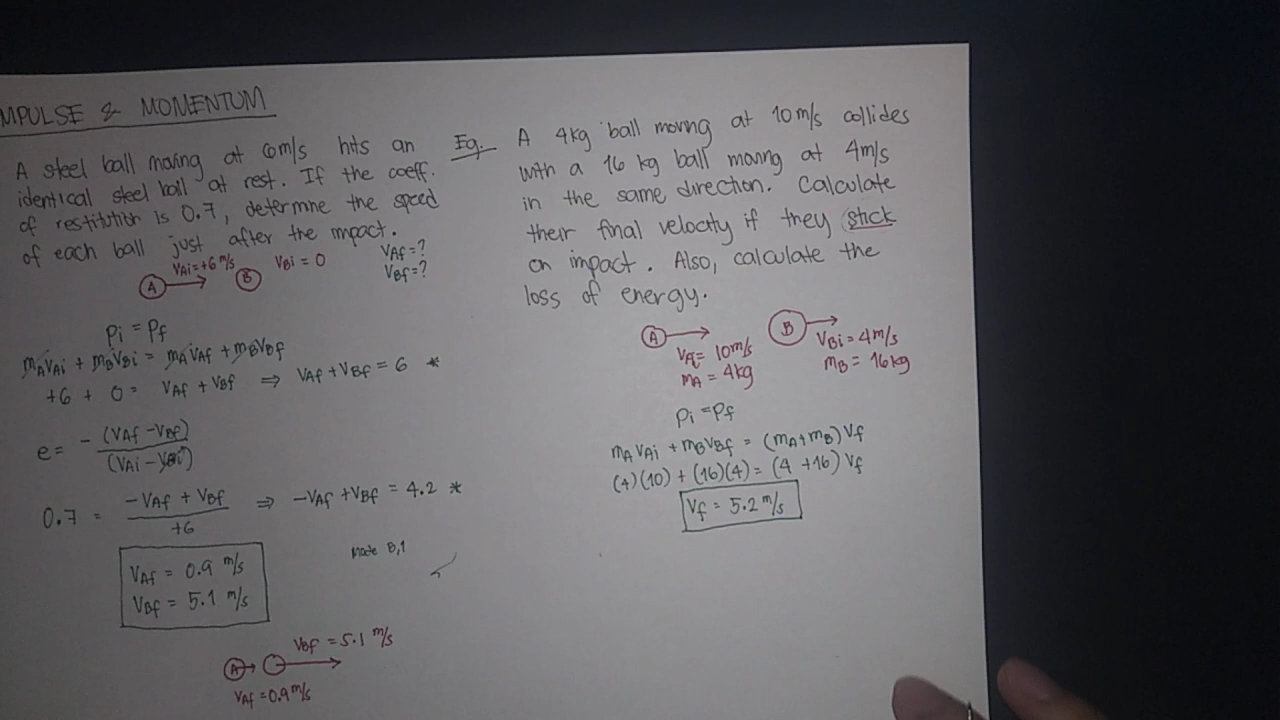 MPULSE & MOMENTUM
A steel ball moving at 6m/s hits an
identical steel ball at rest. If the coeff.
of restitution is 0.7, determine the speed
of each ball just after the impact.
VAi=+6 m/s
VBi = 0
VAf = ?
VBf = ?
A
B
Pi = Pf
mAVAi + mBVBi = mAVAf + mBVBf
+6 + 0 = VAf + VBf ⇒ VAf + VBf = 6 *
e = - (VAf - VBf)
(VAi - VBi)
0.7 = -VAf + VBf ⇒ -VAf + VBf = 4.2 *
+6
VAf = 0.9 m/s
VBf = 5.1 m/s
Mode 5,1
VBf = 5.1 m/s
A
VAf = 0.9 m/s
Eg. A 4kg ball moving at 10m/s collides
with a 16 kg ball moving at 4m/s
in the same direction. Calculate
their final velocity if they stick
on impact. Also, calculate the
loss of energy.
A
B
VAi = 10m/s
mA = 4kg
VBi = 4m/s
mB = 16kg
Pi = Pf
mAVAi + mBVBf = (mA + mB) Vf
(4)(10) + (16)(4) = (4 + 16) Vf
Vf = 5.2 m/s